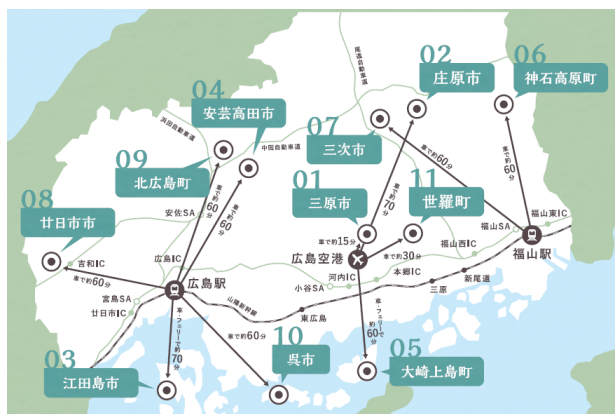 尾道自動車道
02
庄原市
06
神石高原町
04
安芸高田市
浜田自動車道
中国自動車道
07
三次市
09
北広島町
車で約60分
車で約60分
車で約60分
車で約70分
車で約60分
01
三原市
11
世羅町
08
廿日市市
安佐SA
福山東IC
福山SA
福山駅
車で約15分
広島空港
車で約30分
福山西IC
吉和IC
広島IC
車で約60分
広島駅
本郷IC
河内IC
小谷SA
新尾道
三原
宮島SA
廿日市IC
山陽新幹線
東広島
車・フェリーで約70分
車で約60分
車・フェリーで約60分
03
江田島市
10
呉市
05
大崎上島町